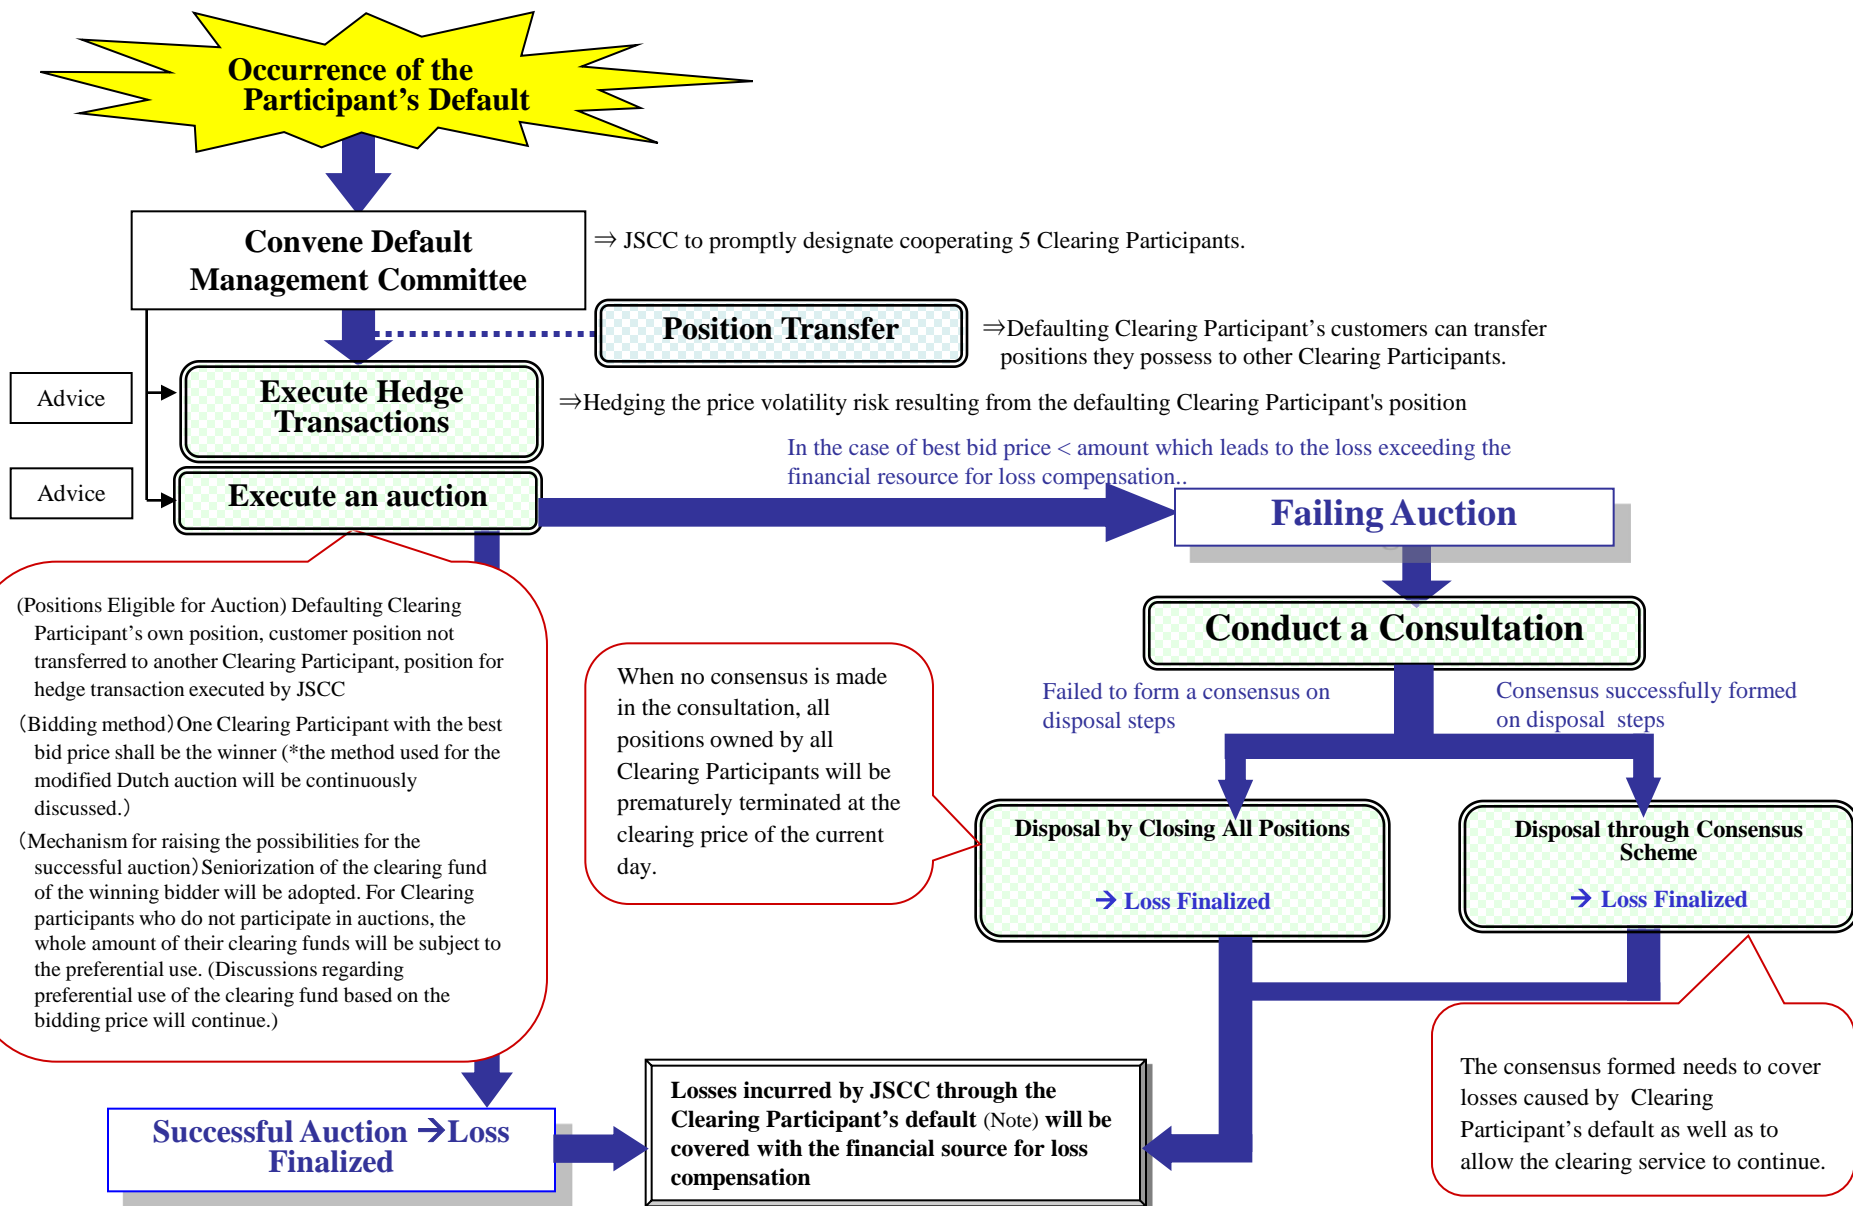 Occurrence of the
Participant’s Default
Convene Default
Management Committee
⇒ JSCC to promptly designate cooperating 5 Clearing Participants.
Position Transfer
⇒Defaulting Clearing Participant’s customers can transfer
positions they possess to other Clearing Participants.
Advice
Execute Hedge
Transactions
⇒Hedging the price volatility risk resulting from the defaulting Clearing Participant's position
In the case of best bid price < amount which leads to the loss exceeding the
financial resource for loss compensation..
Advice
Execute an auction
Failing Auction
(Positions Eligible for Auction) Defaulting Clearing
Participant’s own position, customer position not
transferred to another Clearing Participant, position for
hedge transaction executed by JSCC
（Bidding method）One Clearing Participant with the best
bid price shall be the winner (*the method used for the
modified Dutch auction will be continuously
discussed.）
（Mechanism for raising the possibilities for the
successful auction）Seniorization of the clearing fund
of the winning bidder will be adopted. For Clearing
participants who do not participate in auctions, the
whole amount of their clearing funds will be subject to
the preferential use. (Discussions regarding
preferential use of the clearing fund based on the
bidding price will continue.)
Conduct a Consultation
When no consensus is made
in the consultation, all
positions owned by all
Clearing Participants will be
prematurely terminated at the
clearing price of the current
day.
Failed to form a consensus on
disposal steps
Consensus successfully formed
on disposal  steps
Disposal by Closing All Positions
→ Loss Finalized
Disposal through Consensus
Scheme
→ Loss Finalized
The consensus formed needs to cover
losses caused by  Clearing
Participant’s default as well as to
allow the clearing service to continue.
Successful Auction →Loss
Finalized
Losses incurred by JSCC through the
Clearing Participant’s default (Note) will be
covered with the financial source for loss
compensation